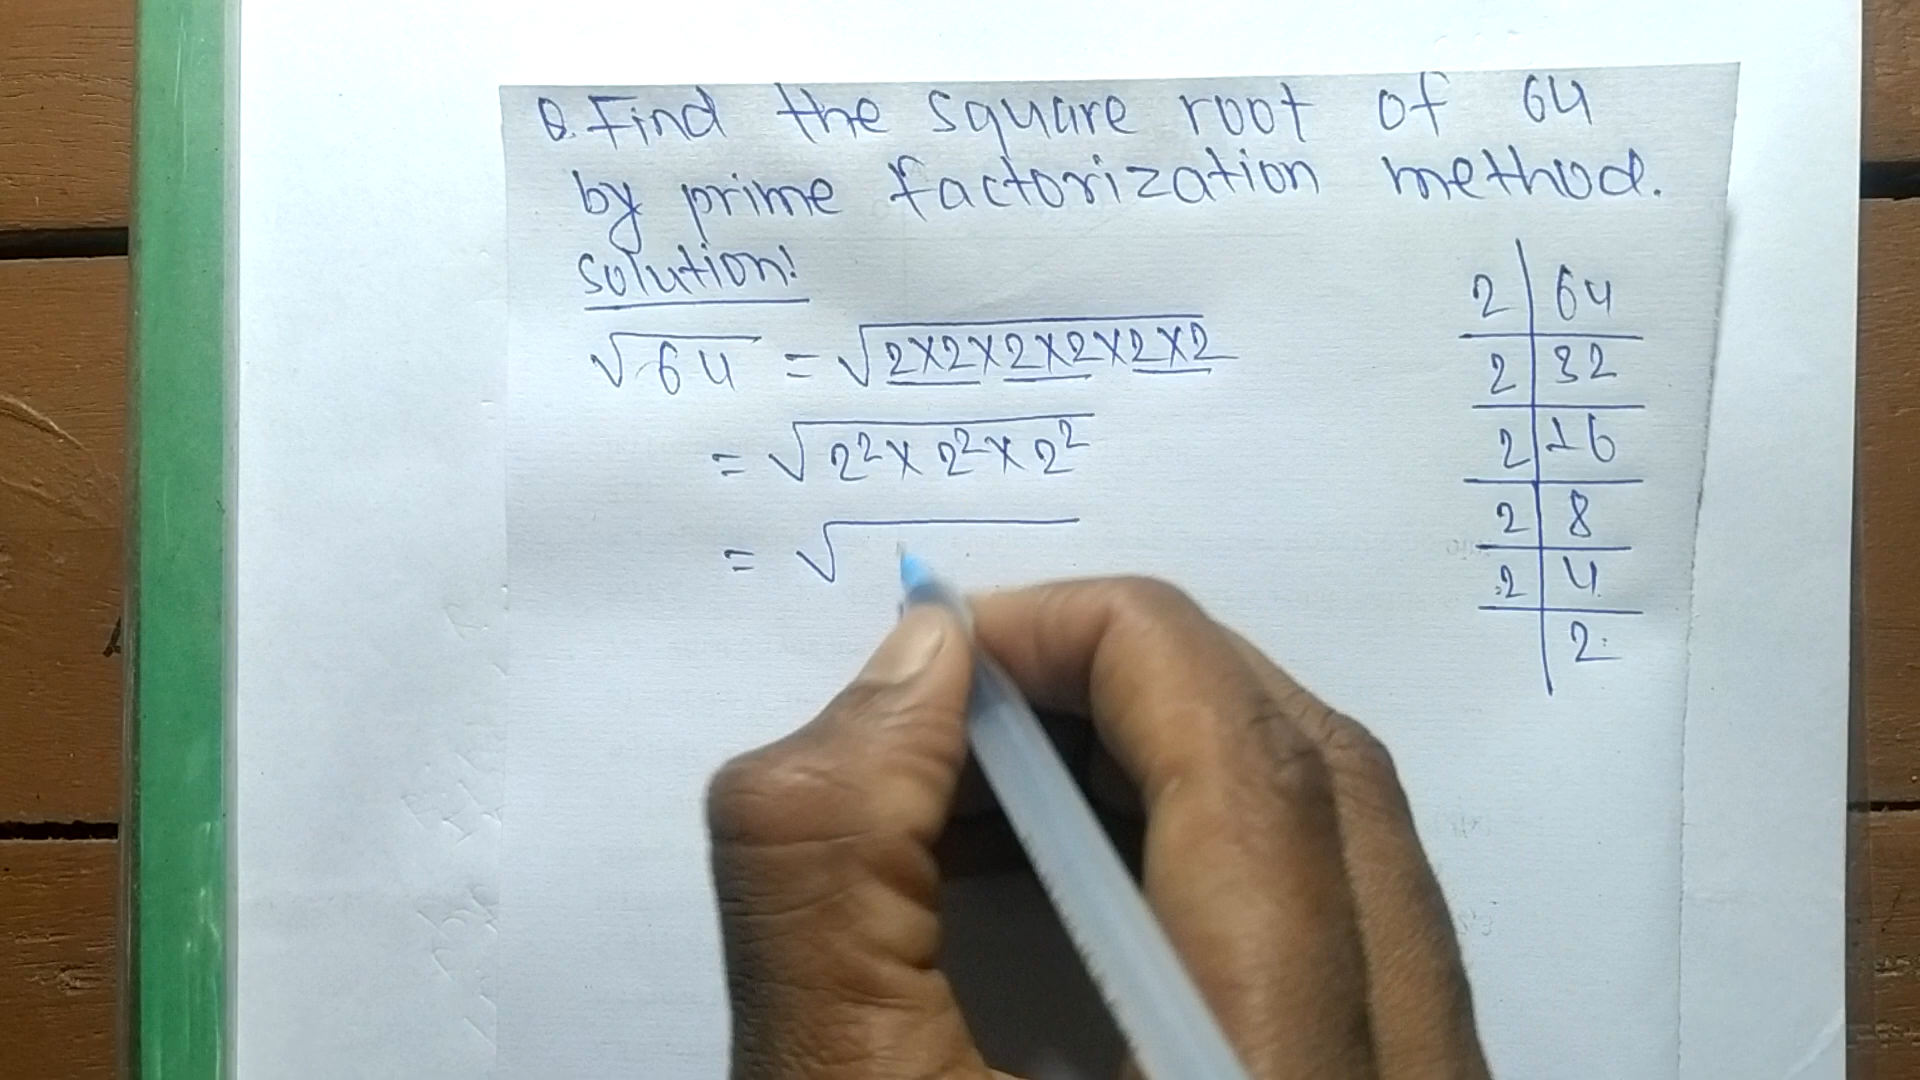 Q. Find the square root of 64
by prime factorization method.
solution:
√64 = √2×2×2×2×2×2
= √2²×2²×2²
= √
2 | 64
2 | 32
2 | 16
2 | 8
2 | 4
2